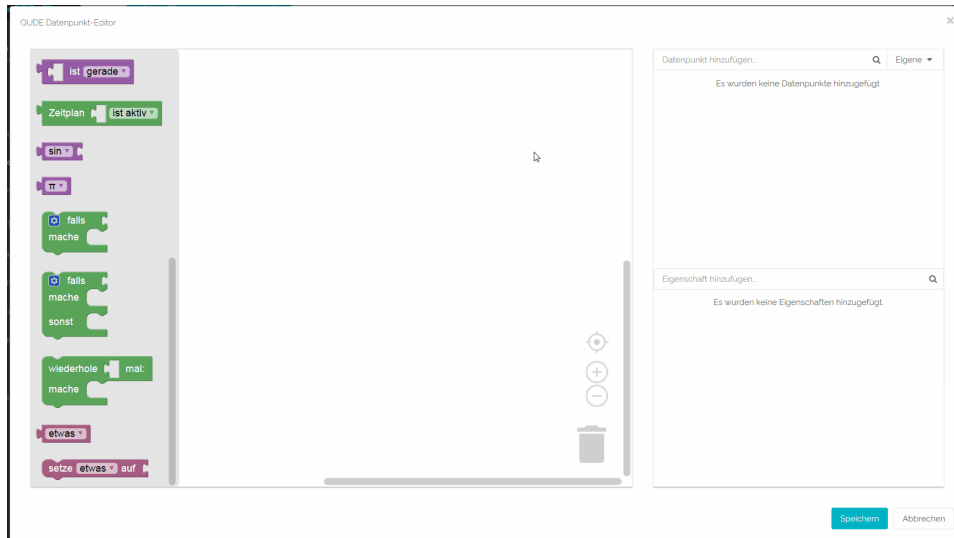 QUDE Datenpunkt-Editor
ist gerade
Zeitplan ist aktiv
sin
π
falls
mache
falls
mache
sonst
wiederhole mal:
mache
etwas
setze etwas auf
Datenpunkt hinzufügen.. Eigene
Es wurden keine Datenpunkte hinzugefügt.
Eigenschaft hinzufügen..
Es wurden keine Eigenschaften hinzugefügt.
Speichern Abbrechen